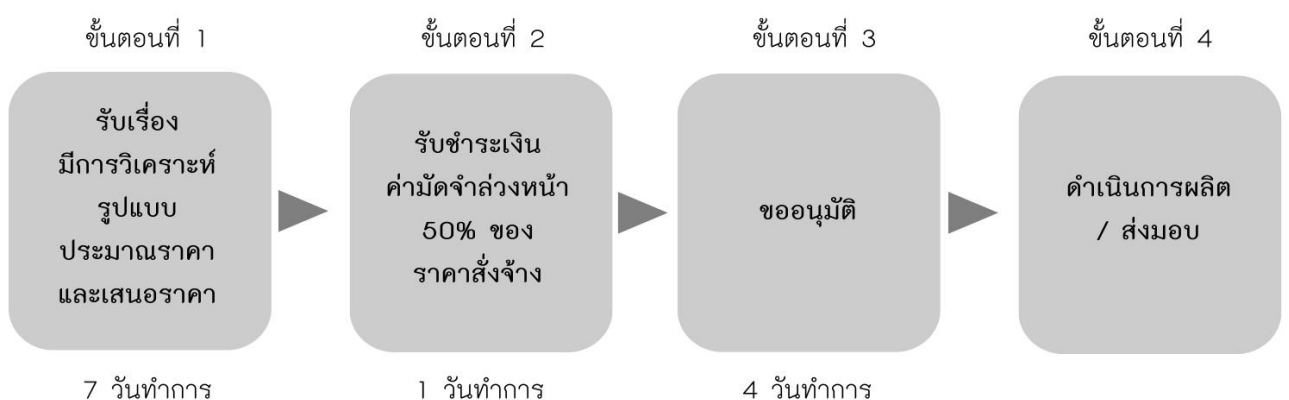 ขั้นตอนที่ 1
ขั้นตอนที่ 2
ขั้นตอนที่ 3
ขั้นตอนที่ 4
รับเรื่อง
มีการวิเคราะห์
รูปแบบ
ประมาณราคา
และเสนอราคา
รับชำระเงิน
ค่ามัดจำล่วงหน้า
50% ของ
ราคาสั่งจ้าง
ขออนุมัติ
ดำเนินการผลิต
/ ส่งมอบ
7 วันทำการ
1 วันทำการ
4 วันทำการ